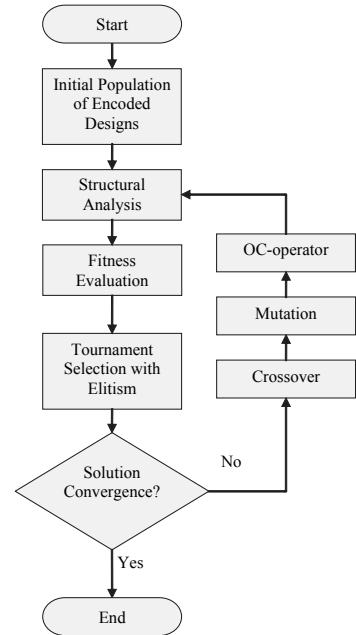 Start
Initial Population
of Encoded
Designs
Structural
Analysis
Fitness
Evaluation
Tournament
Selection with
Elitism
Solution
Convergence?
No
Crossover
Mutation
OC-operator
Yes
End